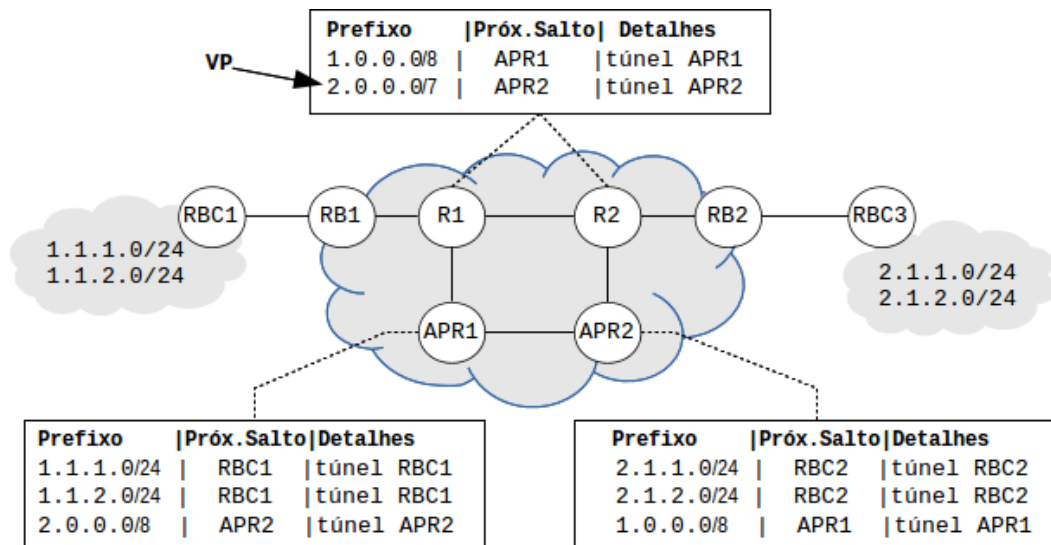 Prefixo |Próx.Salto| Detalhes
1.0.0.0/8 | APR1 |túnel APR1
VP
2.0.0.0/7 | APR2 |túnel APR2
RBC1 RB1 R1 R2 RB2 RBC3
1.1.1.0/24
1.1.2.0/24
2.1.1.0/24
2.1.2.0/24
APR1 APR2
Prefixo |Próx.Salto|Detalhes
1.1.1.0/24 | RBC1 |túnel RBC1
1.1.2.0/24 | RBC1 |túnel RBC1
2.0.0.0/8 | APR2 |túnel APR2
Prefixo |Próx.Salto|Detalhes
2.1.1.0/24 | RBC2 |túnel RBC2
2.1.2.0/24 | RBC2 |túnel RBC2
1.0.0.0/8 | APR1 |túnel APR1